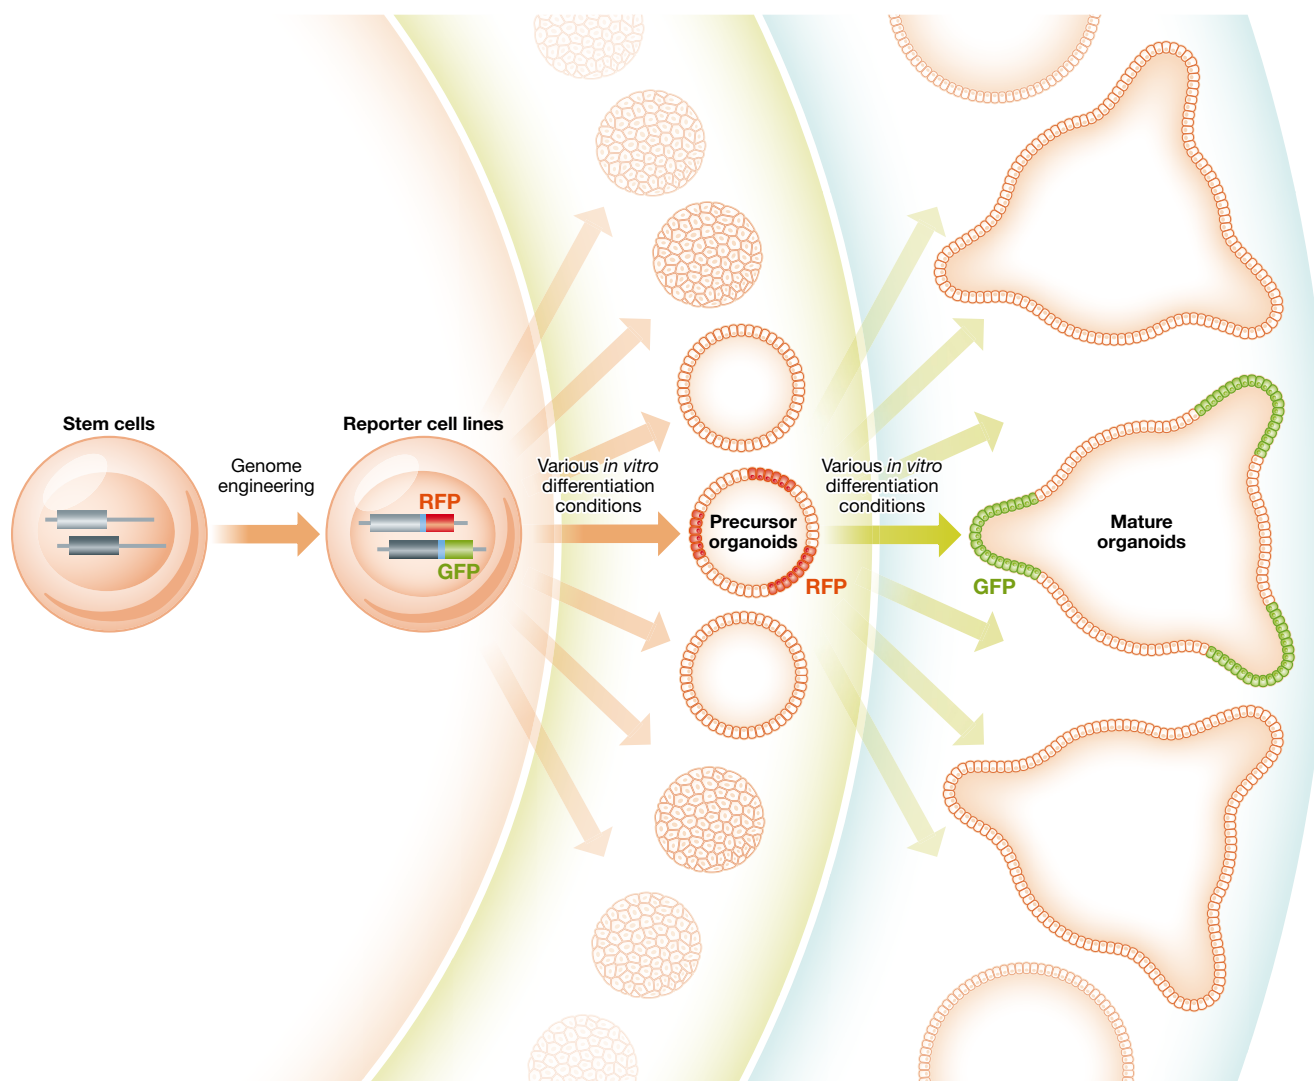 Stem cells
Genome
engineering
Reporter cell lines
RFP
GFP
Various in vitro
differentiation
conditions
Precursor
organoids
RFP
Various in vitro
differentiation
conditions
GFP
Mature
organoids